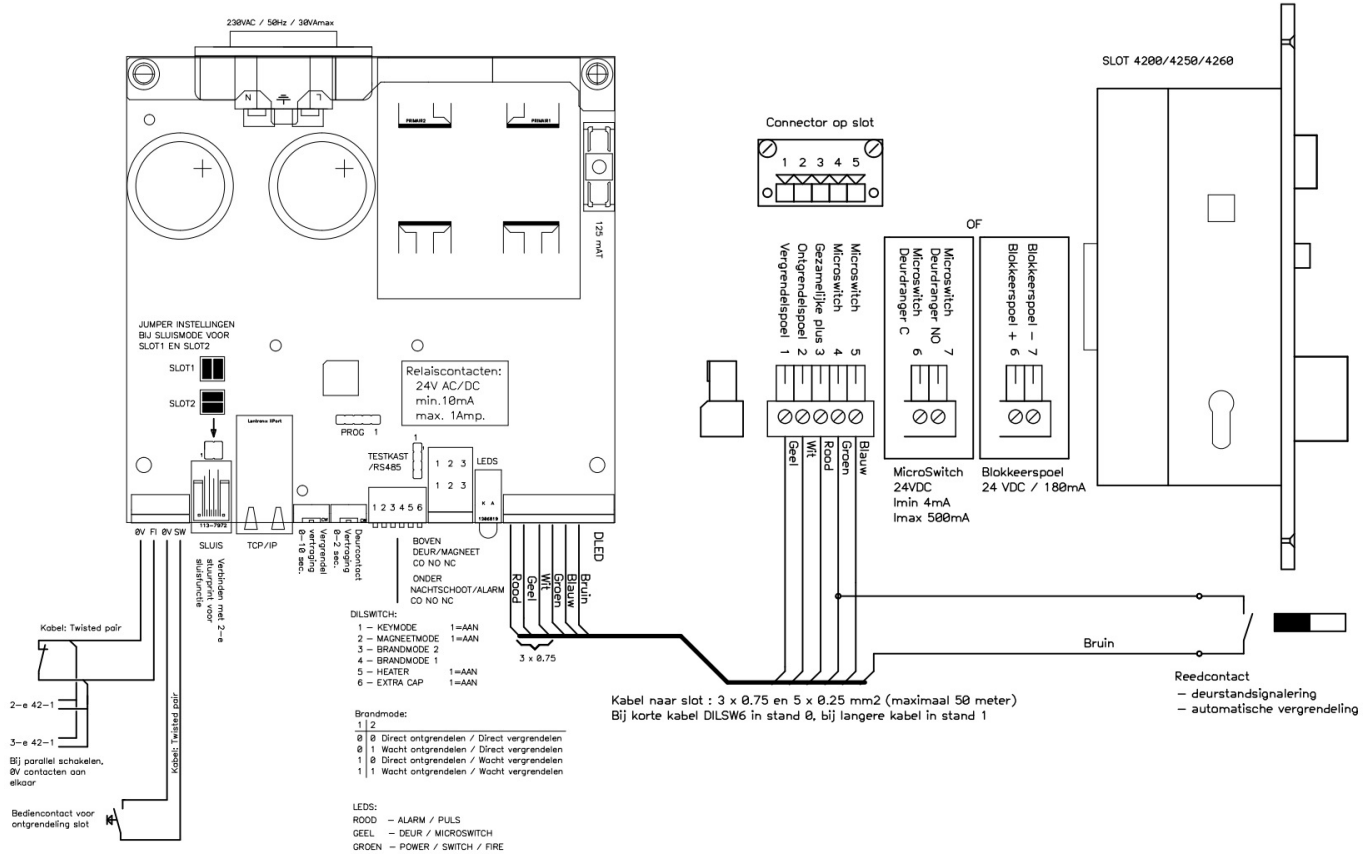 230VAC / 50Hz / 30VAmax
N
L
PRIMAIR2
PRIMAIR1
125 mAT
JUMPER INSTELLINGEN
BIJ SLUISMODE VOOR
SLOT1 EN SLOT2
SLOT1
SLOT2
Relaiscontacten:
24V AC/DC
min.10mA
max. 1Amp.
Lantronix XPort
PROG 1
TESTKAST
/RS485
1
1 2 3
1 2 3
LEDS
K A
1
1 2 3 4 5 6
113-7972
0V FI 0V SW
SLUIS
TCP/IP
Verbinden met 2-e
stuurprint voor
sluisfunctie
Vergrendel
vertraging
0-10 sec.
Deurcontact
Vertraging
0-2 sec.
BOVEN
DEUR/MAGNEET
CO NO NC
ONDER
NACHTSCHOOT/ALARM
CO NO NC
DLED
Rood
Geel
Wit
Groen
Blauw
Bruin
3 x 0.75
DILSWITCH:
1 – KEYMODE 1=AAN
2 – MAGNEETMODE 1=AAN
3 – BRANDMODE 2
4 – BRANDMODE 1
5 – HEATER 1=AAN
6 – EXTRA CAP 1=AAN
Brandmode:
1 2
0 0 Direct ontgrendelen / Direct vergrendelen
0 1 Wacht ontgrendelen / Direct vergrendelen
1 0 Direct ontgrendelen / Wacht vergrendelen
1 1 Wacht ontgrendelen / Wacht vergrendelen
LEDS:
ROOD – ALARM / PULS
GEEL – DEUR / MICROSWITCH
GROEN – POWER / SWITCH / FIRE
Kabel: Twisted pair
2-e 42-1
3-e 42-1
Bij parallel schakelen,
0V contacten aan
elkaar
Kabel: Twisted pair
Bediencontact voor
ontgrendeling slot
Connector op slot
1 2 3 4 5
Vergrendelspoel 1
Ontgrendelspoel 2
Gezamelijke plus 3
Microswitch 4
Microswitch 5
OF
Microswitch
Deurdranger C 6
Microswitch
Deurdranger NO 7
Blokkeerspoel + 6
Blokkeerspoel – 7
Geel
Wit
Rood
Groen
Blauw
MicroSwitch
24VDC
Imin 4mA
Imax 500mA
Blokkeerspoel
24 VDC / 180mA
SLOT 4200/4250/4260
Bruin
Kabel naar slot : 3 x 0.75 en 5 x 0.25 mm2 (maximaal 50 meter)
Bij korte kabel DILSW6 in stand 0, bij langere kabel in stand 1
Reedcontact
– deurstandsignalering
– automatische vergrendeling